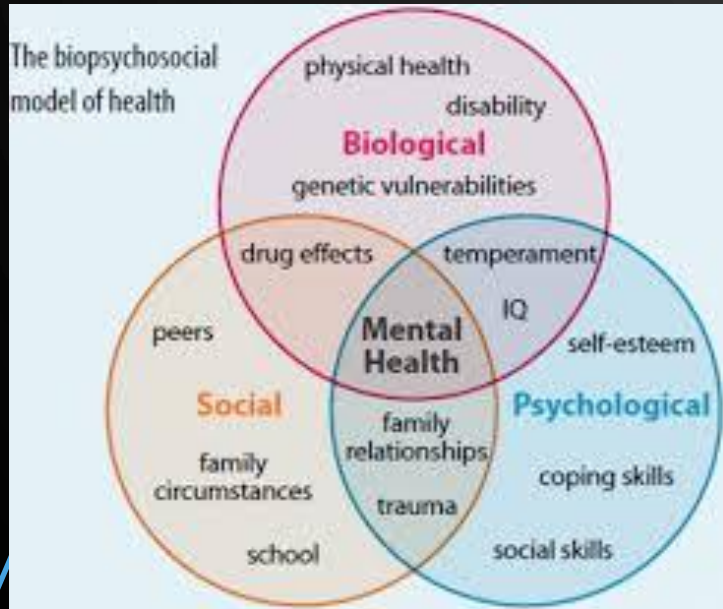 The biopsychosocial
model of health
physical health
disability
Biological
genetic vulnerabilities
drug effects
temperament
IQ
peers
Mental
Health
self-esteem
Social
Psychological
family
relationships
family
circumstances
coping skills
trauma
school
social skills